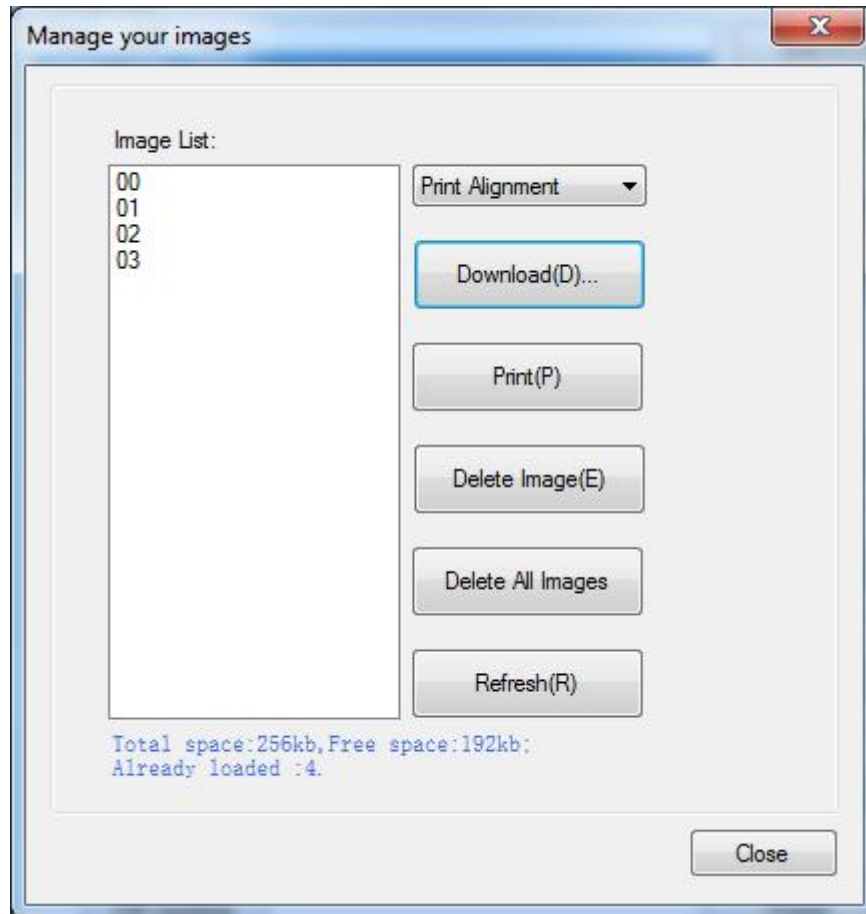 Manage your images
Image List:
00
01
02
03
Print Alignment
Download(D)...
Print(P)
Delete Image(E)
Delete All Images
Refresh(R)
Total space:256kb,Free space:192kb;
Already loaded :4.
Close